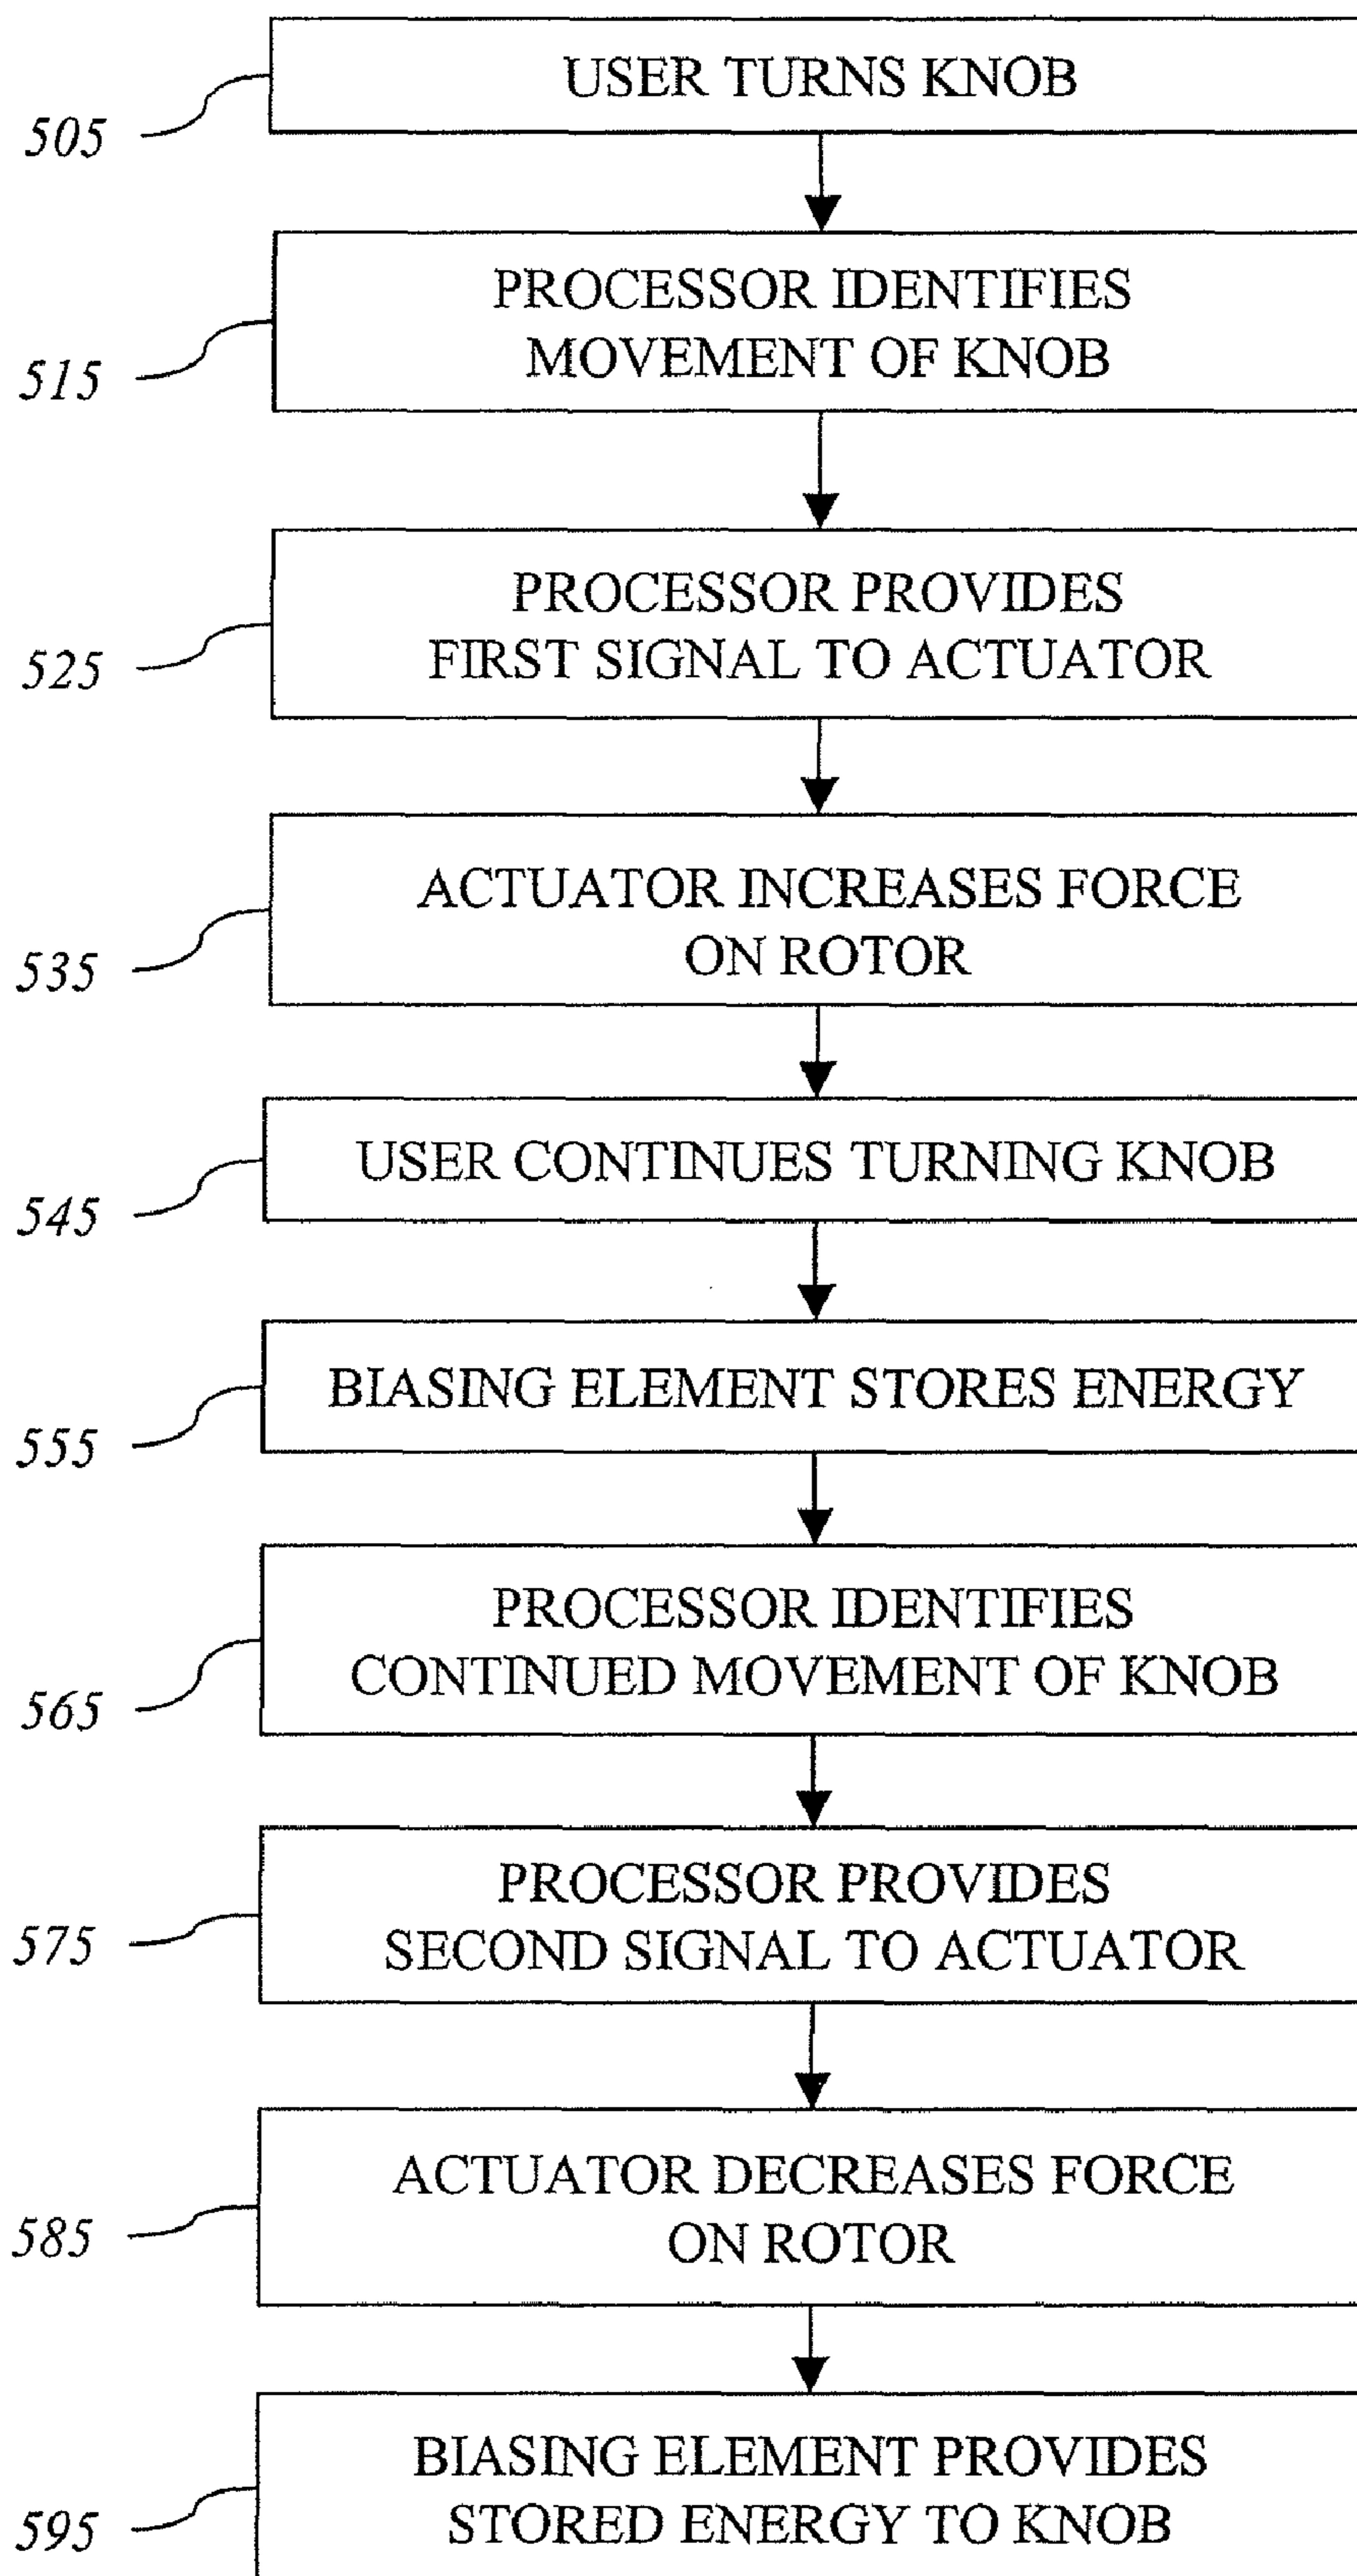 USER TURNS KNOB
505
PROCESSOR IDENTIFIES
MOVEMENT OF KNOB
515
PROCESSOR PROVIDES
FIRST SIGNAL TO ACTUATOR
525
ACTUATOR INCREASES FORCE
ON ROTOR
535
USER CONTINUES TURNING KNOB
545
BIASING ELEMENT STORES ENERGY
555
PROCESSOR IDENTIFIES
CONTINUED MOVEMENT OF KNOB
565
PROCESSOR PROVIDES
SECOND SIGNAL TO ACTUATOR
575
ACTUATOR DECREASES FORCE
ON ROTOR
585
BIASING ELEMENT PROVIDES
STORED ENERGY TO KNOB
595